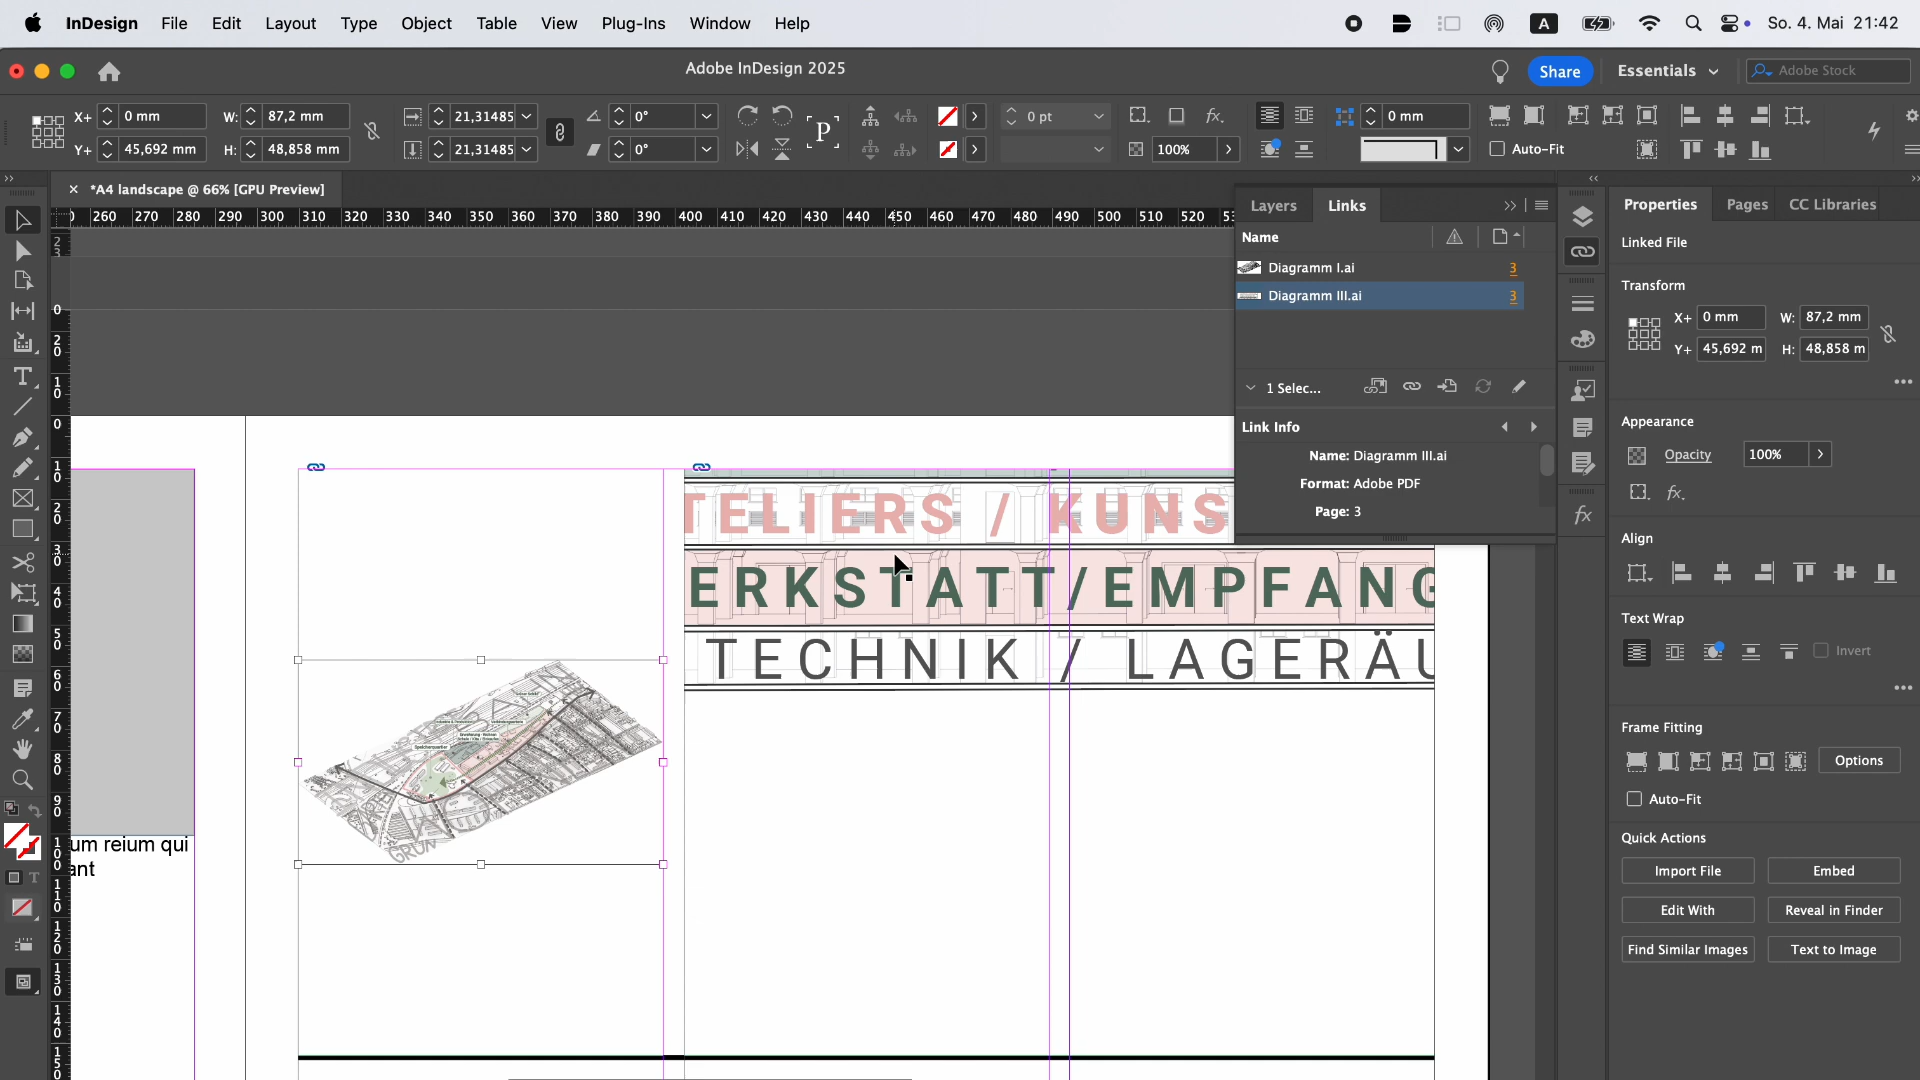 InDesign File Edit Layout Type Object Table View Plug-Ins Window Help A So. 4. Mai 21:42
Adobe InDesign 2025 Share Essentials Adobe Stock
X+ 0 mm W: 87,2 mm 21,31485 0° 0 pt 0 mm
Y+ 45,692 mm H: 48,858 mm 21,31485 0° P 100% Auto-Fit
*A4 landscape @ 66% [GPU Preview]
260 270 280 290 300 310 320 330 340 350 360 370 380 390 400 410 420 430 440 450 460 470 480 490 500 510 520
Layers Links
Name
Diagramm I.ai 3
Diagramm III.ai 3
1 Selec...
Link Info
Name: Diagramm III.ai
Format: Adobe PDF
Page: 3
Properties Pages CC Libraries
Linked File
Transform
X+ 0 mm W: 87,2 mm
Y+ 45,692 m H: 48,858 m
Appearance
Opacity 100%
fx.
Align
Text Wrap
Invert
Frame Fitting
Options
Auto-Fit
Quick Actions
Import File Embed
Edit With Reveal in Finder
Find Similar Images Text to Image
TELIERS / KUNS
ERKSTATT/EMPFANG
TECHNIK / LAGERÄU
GRÜN
um reium qui
ant